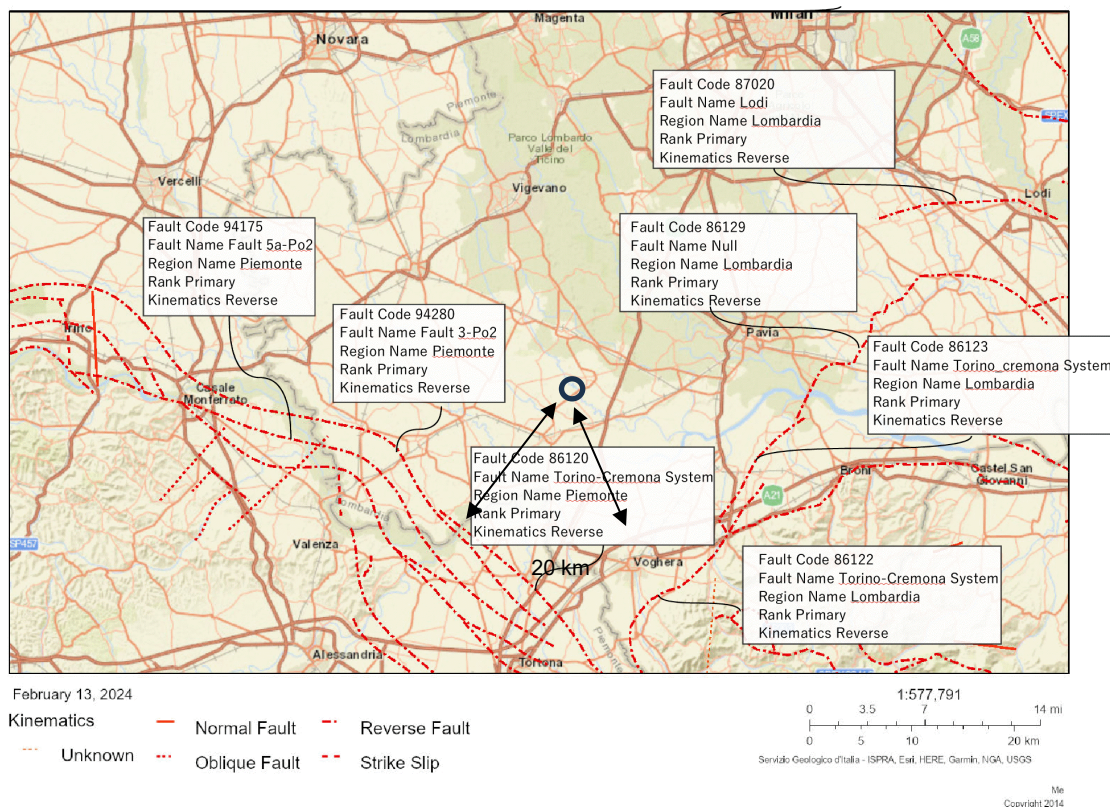 Magenta
Milan
Novara
A58
Fault Code 87020
Fault Name Lodi
Region Name Lombardia
Rank Primary
Kinematics Reverse
Piemonte
Lombardia
Parco Lombardo
Valle del
Ticino
Vercelli
Vigevano
Lodi
Fault Code 94175
Fault Name Fault 5a-Po2
Region Name Piemonte
Rank Primary
Kinematics Reverse
Fault Code 86129
Fault Name Null
Region Name Lombardia
Rank Primary
Kinematics Reverse
Fault Code 94280
Fault Name Fault 3-Po2
Region Name Piemonte
Rank Primary
Kinematics Reverse
Pavia
Fault Code 86123
Fault Name Torino_cremona System
Region Name Lombardia
Rank Primary
Kinematics Reverse
Casale
Monferrato
Fault Code 86120
Fault Name Torino-Cremona System
Region Name Piemonte
Rank Primary
Kinematics Reverse
Broni
Castel San
Giovanni
A21
Lombardia
SP457
Valenza
20 km
Voghera
Fault Code 86122
Fault Name Torino-Cremona System
Region Name Lombardia
Rank Primary
Kinematics Reverse
Piemonte
Alessandria
Tortona
February 13, 2024
Kinematics
Unknown
Normal Fault
Oblique Fault
Reverse Fault
Strike Slip
1:577,791
0 3.5 7 14 mi
0 5 10 20 km
Servizio Geologico d'Italia - ISPRA, Esri, HERE, Garmin, NGA, USGS
Me
Copyright 2014